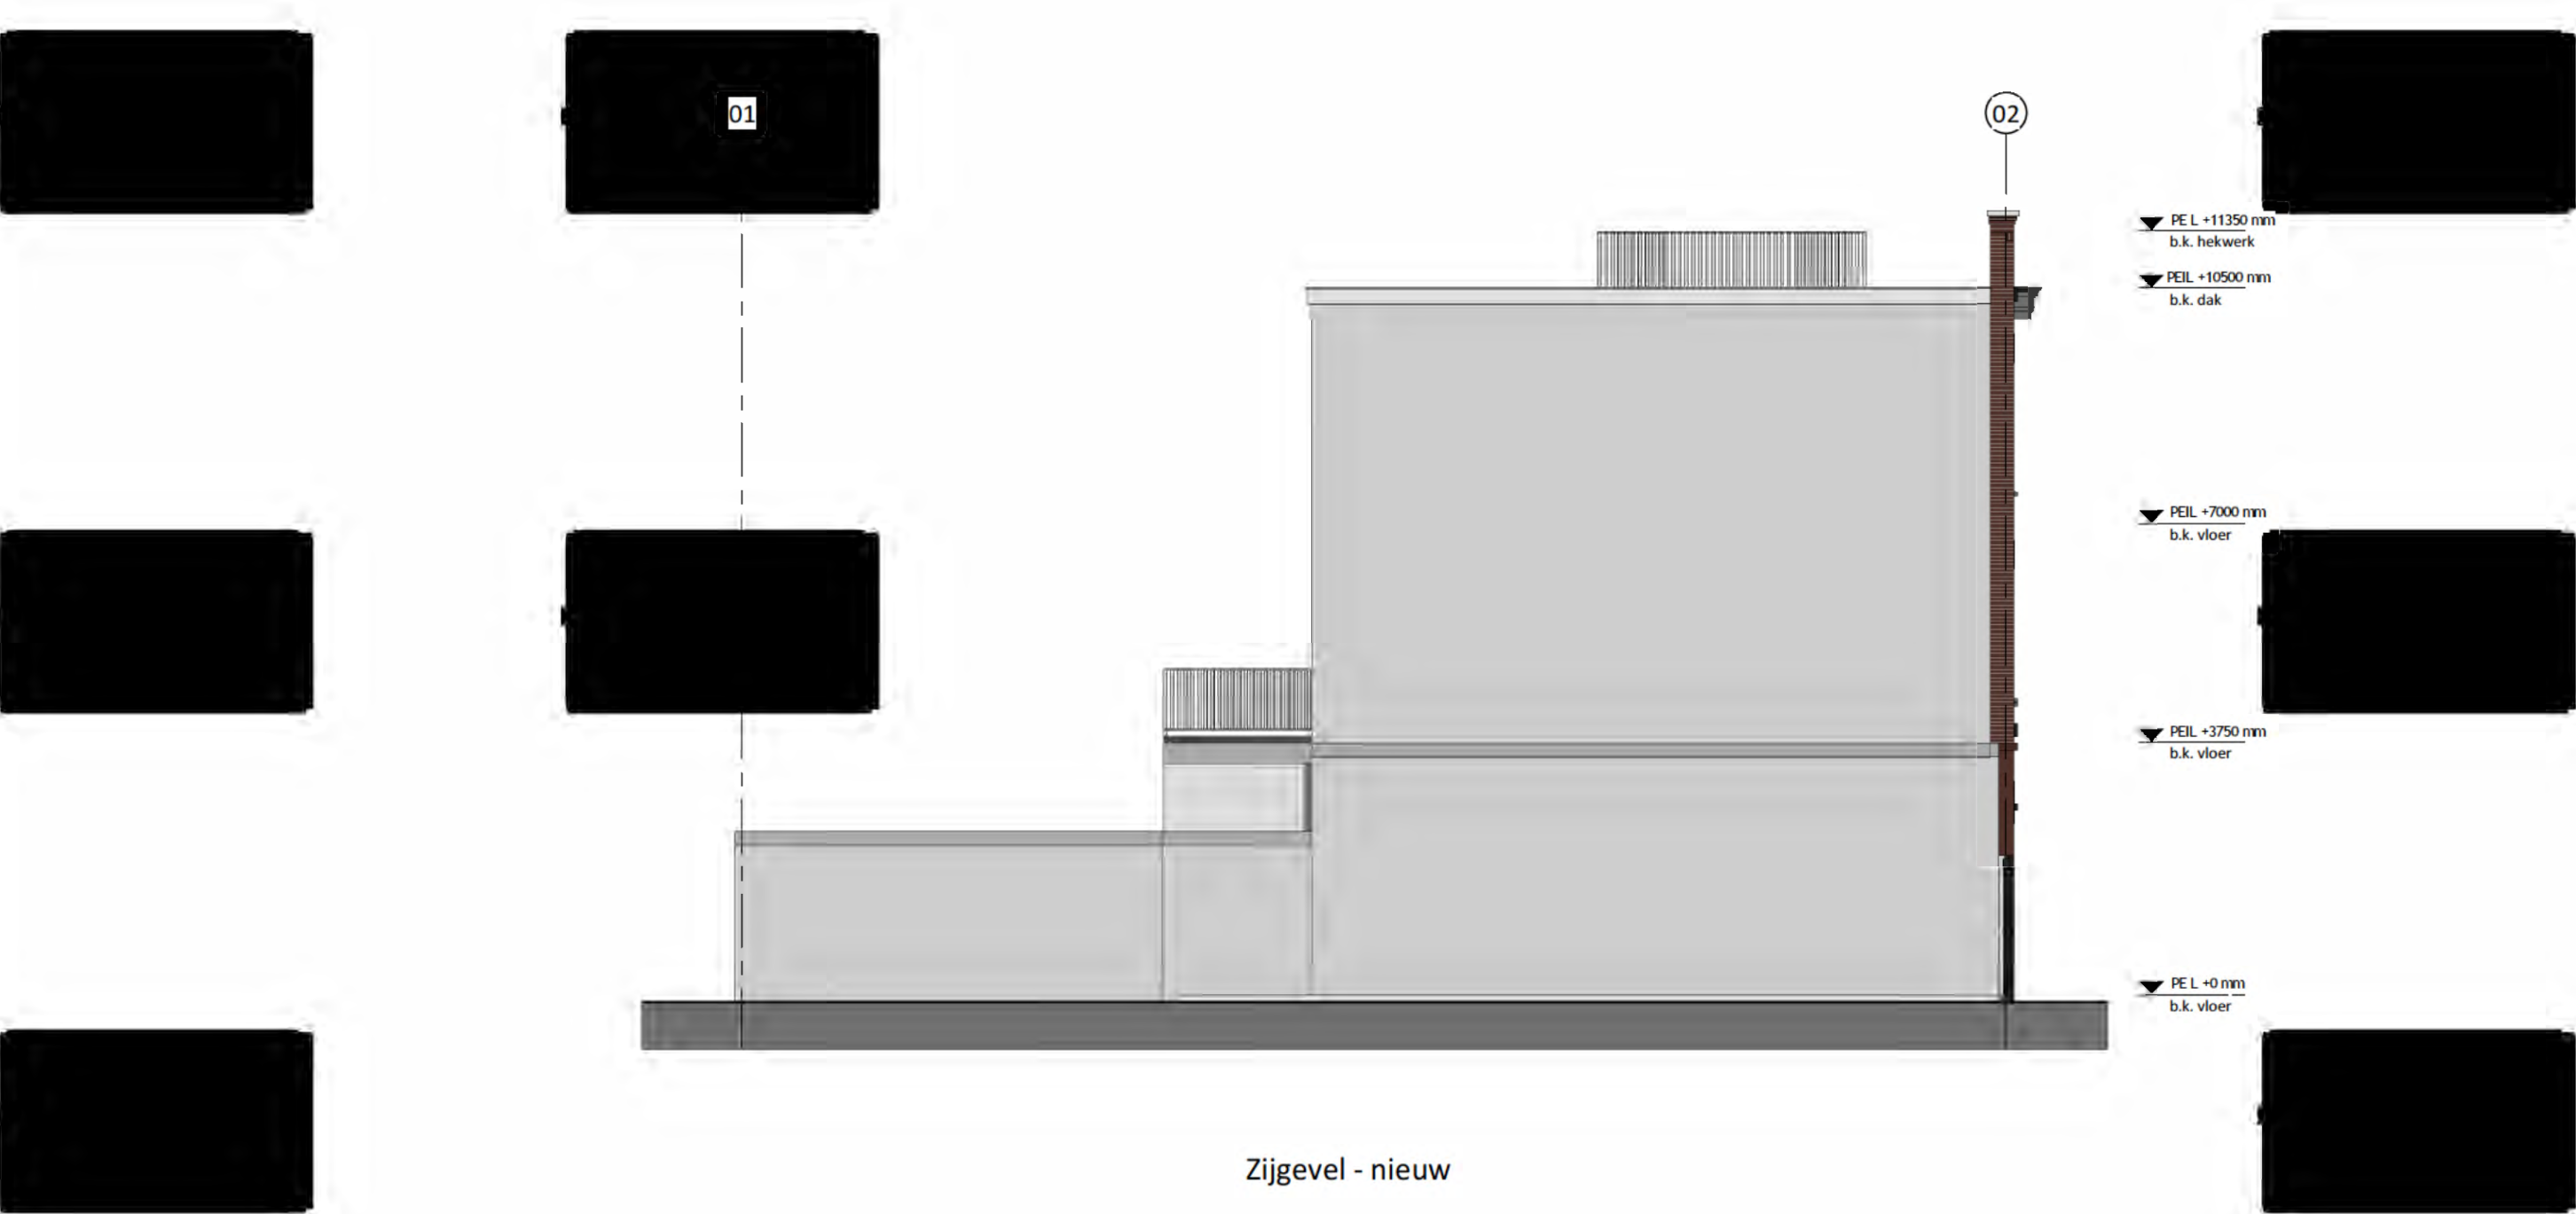 01
02
PE L +11350 mm
b.k. hekwerk
PEIL +10500 mm
b.k. dak
PEIL +7000 mm
b.k. vloer
PEIL +3750 mm
b.k. vloer
PE L +0 mm
b.k. vloer
Zijgevel - nieuw